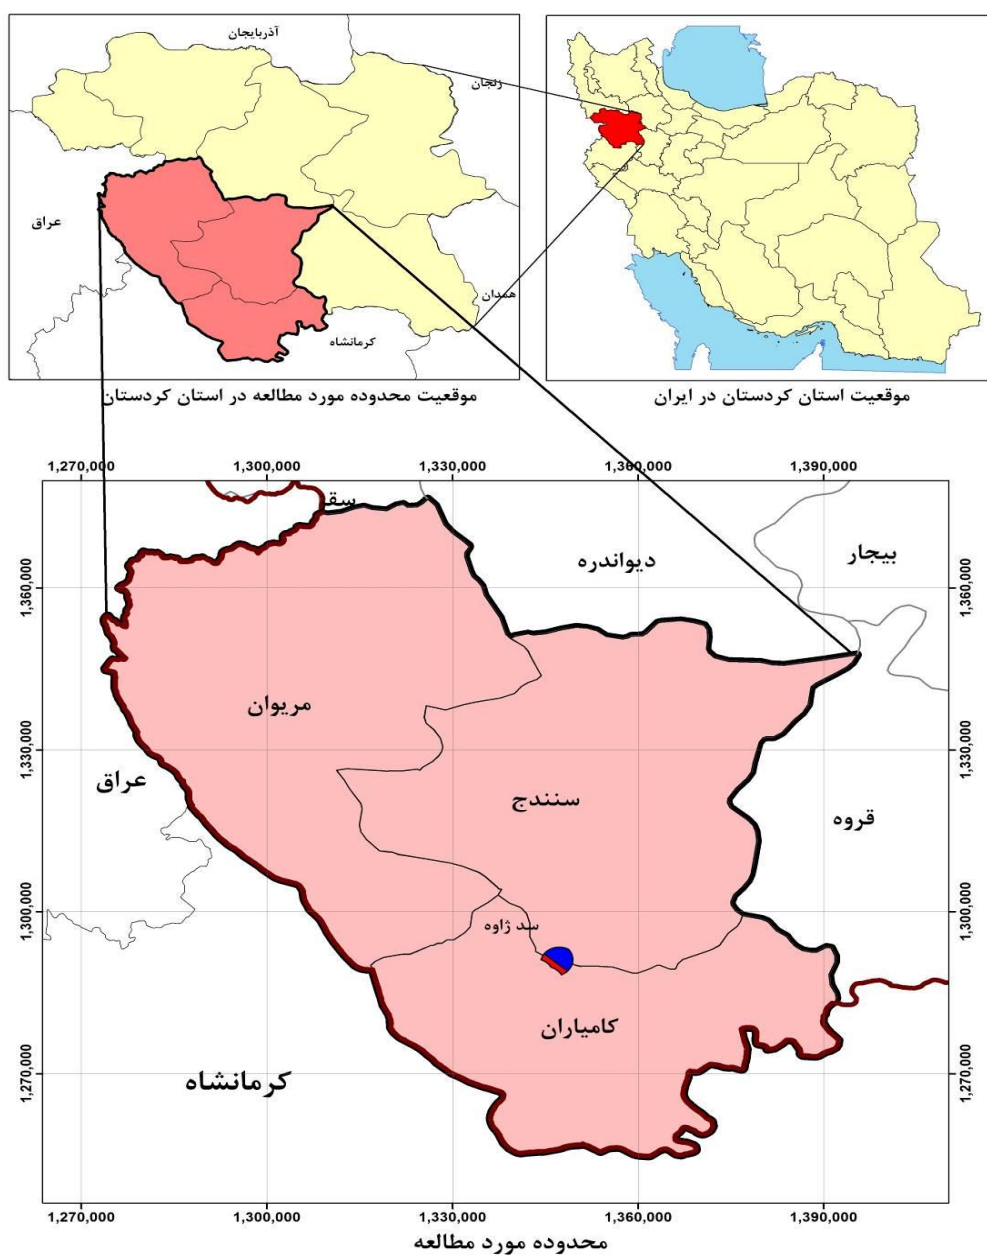 آذربایجان
زنجان
عراق
همدان
کرمانشاه
موقعیت محدوده مورد مطالعه در استان کردستان
موقعیت استان کردستان در ایران
1,270,000 1,300,000 1,330,000 1,360,000 1,390,000
سقز
دیواندره
بیجار
1,360,000 1,360,000
مریوان
1,330,000 1,330,000
عراق
سنندج
قروه
1,300,000 1,300,000
سد ژاوه
کامیاران
کرمانشاه
1,270,000 1,270,000
1,270,000 1,300,000 1,330,000 1,360,000 1,390,000
محدوده مورد مطالعه